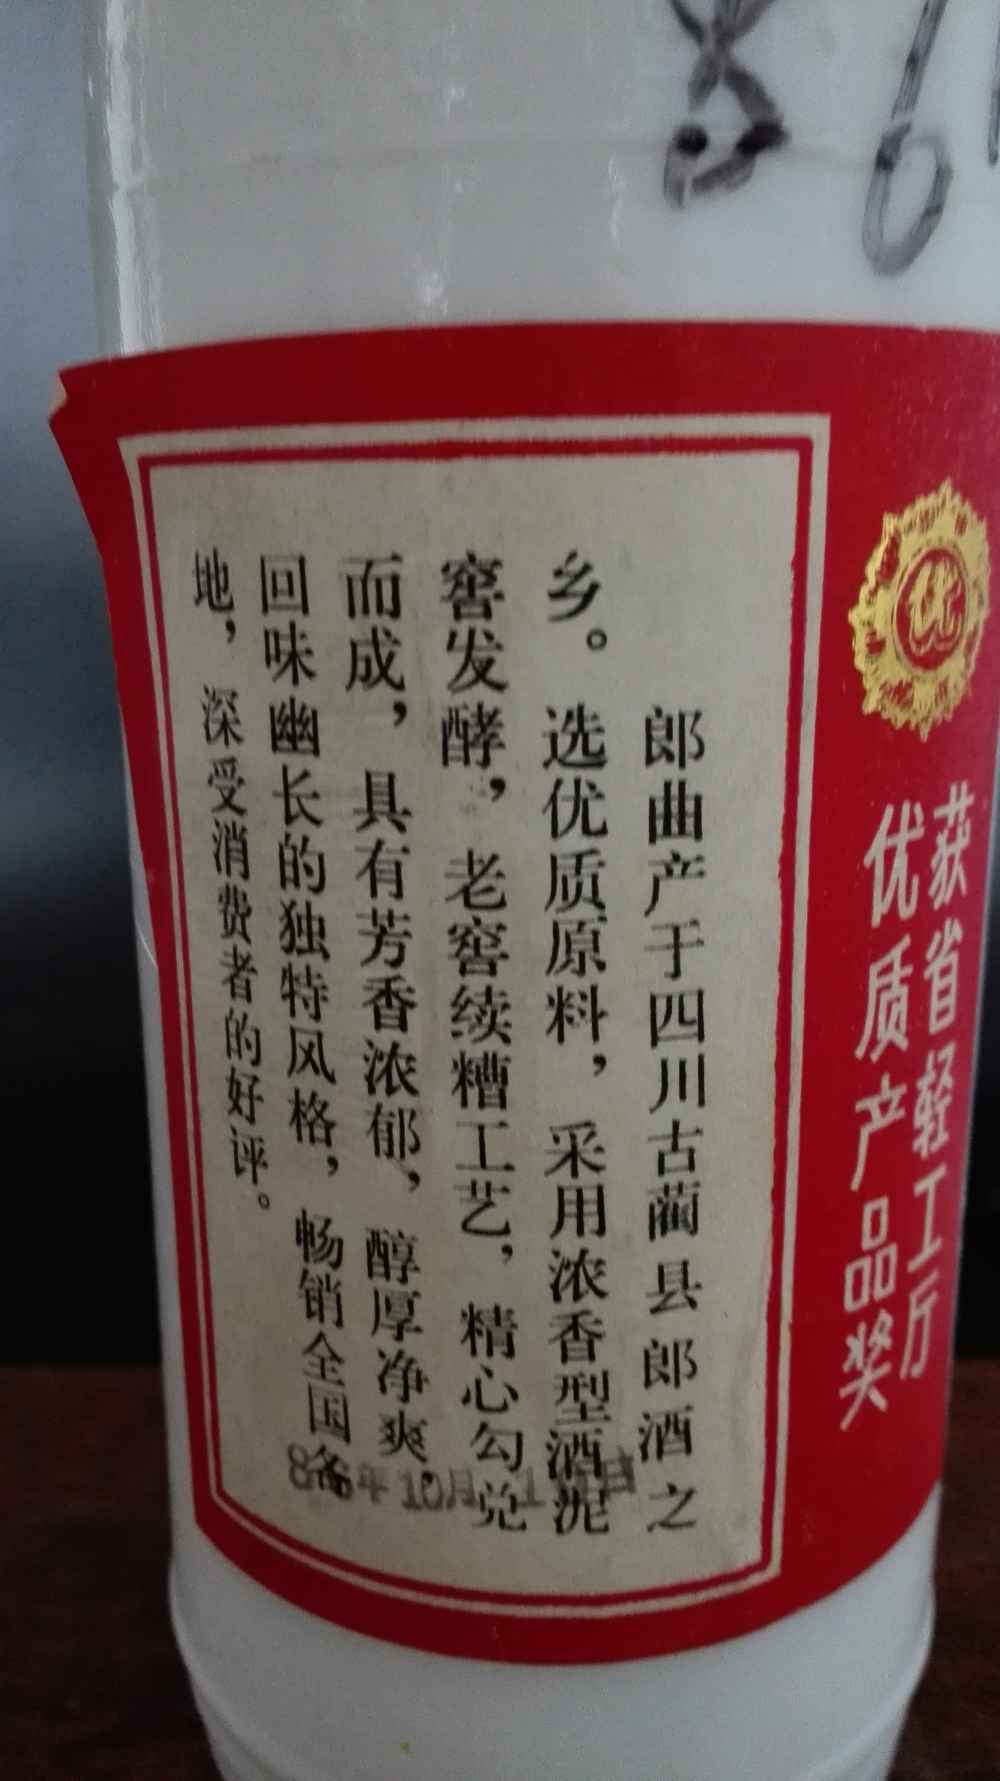 86
优
获省轻工厅
优质产品奖
郎曲产于四川古蔺县郎酒之
乡。选优质原料，采用浓香型酒泥
窖发酵，老窖续糟工艺，精心勾兑
而成，具有芳香浓郁，醇厚净爽，
回味幽长的独特风格，畅销全国各
地，深受消费者的好评。
86年10月